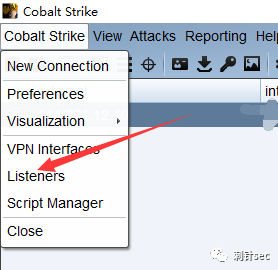 Cobalt Strike
Cobalt Strike View Attacks Reporting Help
New Connection
Preferences
Visualization
VPN Interfaces
Listeners
Script Manager
Close
int
刺针sec